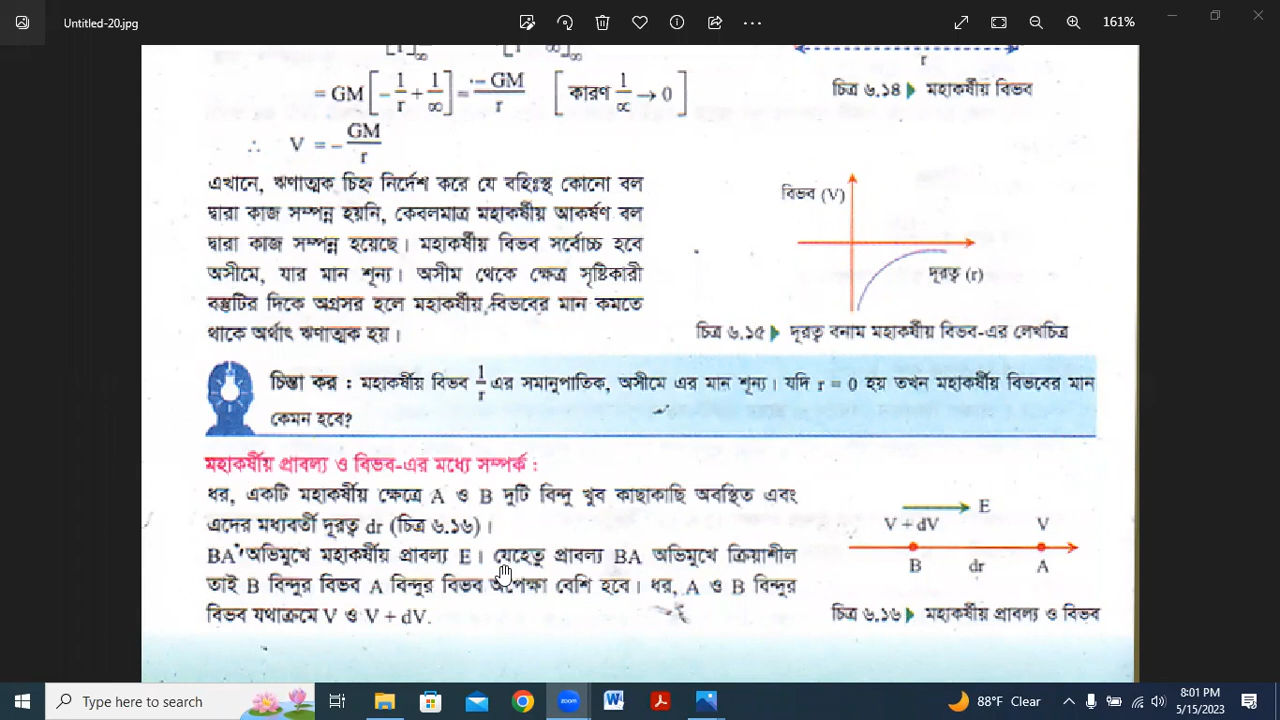 Untitled-20.jpg
161%
r
= GM [ - 1/r + 1/∞ ] = - GM/r [ কারণ 1/∝ → 0 ]
চিত্র ৬.১৪ ▶ মহাকর্ষীয় বিভব
∴ V = - GM/r
এখানে, ঋণাত্মক চিহ্ন নির্দেশ করে যে বহিঃস্থ কোনো বল
দ্বারা কাজ সম্পন্ন হয়নি, কেবলমাত্র মহাকর্ষীয় আকর্ষণ বল
দ্বারা কাজ সম্পন্ন হয়েছে। মহাকর্ষীয় বিভব সর্বোচ্চ হবে
অসীমে, যার মান শূন্য। অসীম থেকে ক্ষেত্র সৃষ্টিকারী
বস্তুটির দিকে অগ্রসর হলে মহাকর্ষীয় বিভবের মান কমতে
থাকে অর্থাৎ ঋণাত্মক হয়।
বিভব (V)
দূরত্ব (r)
চিত্র ৬.১৫ ▶ দূরত্ব বনাম মহাকর্ষীয় বিভব-এর লেখচিত্র
চিন্তা কর : মহাকর্ষীয় বিভব 1/r এর সমানুপাতিক, অসীমে এর মান শূন্য। যদি r = 0 হয় তখন মহাকর্ষীয় বিভবের মান
কেমন হবে?
মহাকর্ষীয় প্রাবল্য ও বিভব-এর মধ্যে সম্পর্ক :
ধর, একটি মহাকর্ষীয় ক্ষেত্রে A ও B দুটি বিন্দু খুব কাছাকাছি অবস্থিত এবং
এদের মধ্যবর্তী দূরত্ব dr (চিত্র ৬.১৬)।
BA অভিমুখে মহাকর্ষীয় প্রাবল্য E। যেহেতু প্রাবল্য BA অভিমুখে ক্রিয়াশীল
তাই B বিন্দুর বিভব A বিন্দুর বিভব অপেক্ষা বেশি হবে। ধর, A ও B বিন্দুর
বিভব যথাক্রমে V ও V + dV.
E
V + dV V
B dr A
চিত্র ৬.১৬ ▶ মহাকর্ষীয় প্রাবল্য ও বিভব
Type here to search
zoom
88°F Clear
8:01 PM
5/15/2023